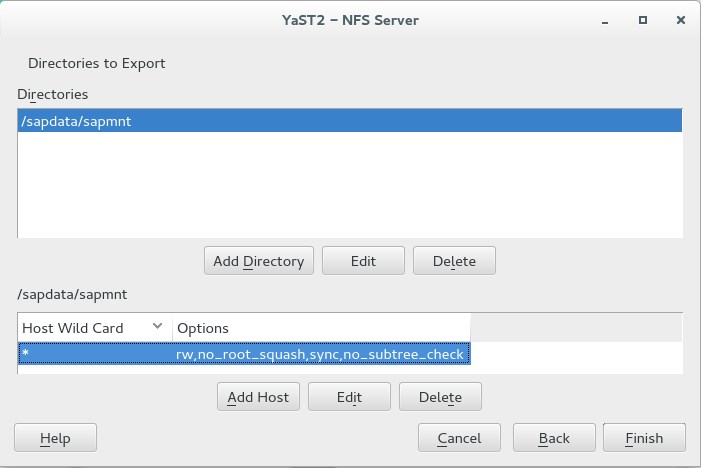 YaST2 – NFS Server
Directories to Export
Directories
/sapdata/sapmnt
Add Directory Edit Delete
/sapdata/sapmnt
Host Wild Card Options
* rw,no_root_squash,sync,no_subtree_check
Add Host Edit Delete
Help Cancel Back Finish